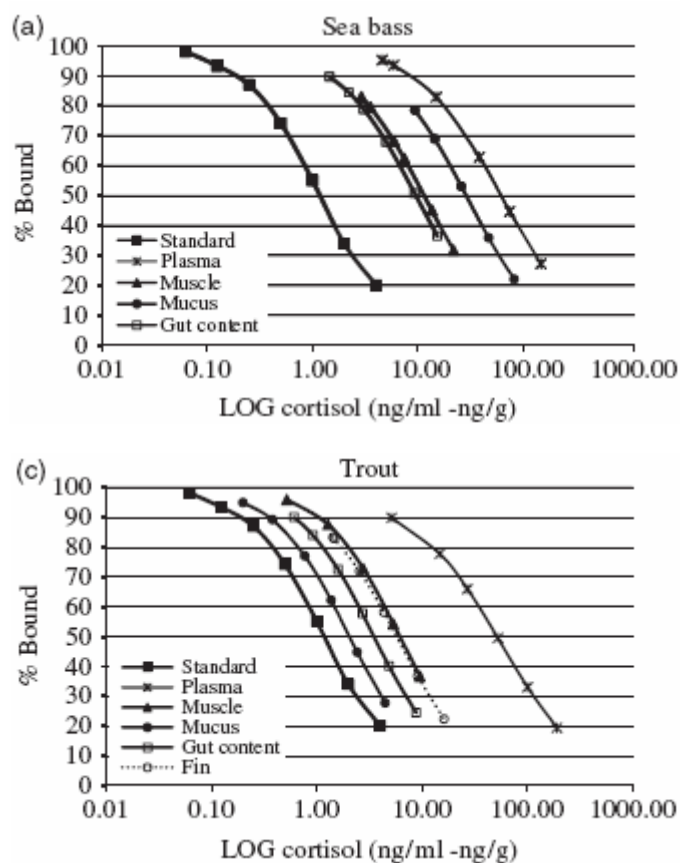 (a)
Sea bass
100
90
80
70
60
50
40
30
20
10
0
% Bound
Standard
Plasma
Muscle
Mucus
Gut content
0.01 0.10 1.00 10.00 100.00 1000.00
LOG cortisol (ng/ml -ng/g)
(c)
Trout
100
90
80
70
60
50
40
30
20
10
0
% Bound
Standard
Plasma
Muscle
Mucus
Gut content
Fin
0.01 0.10 1.00 10.00 100.00 1000.00
LOG cortisol (ng/ml -ng/g)